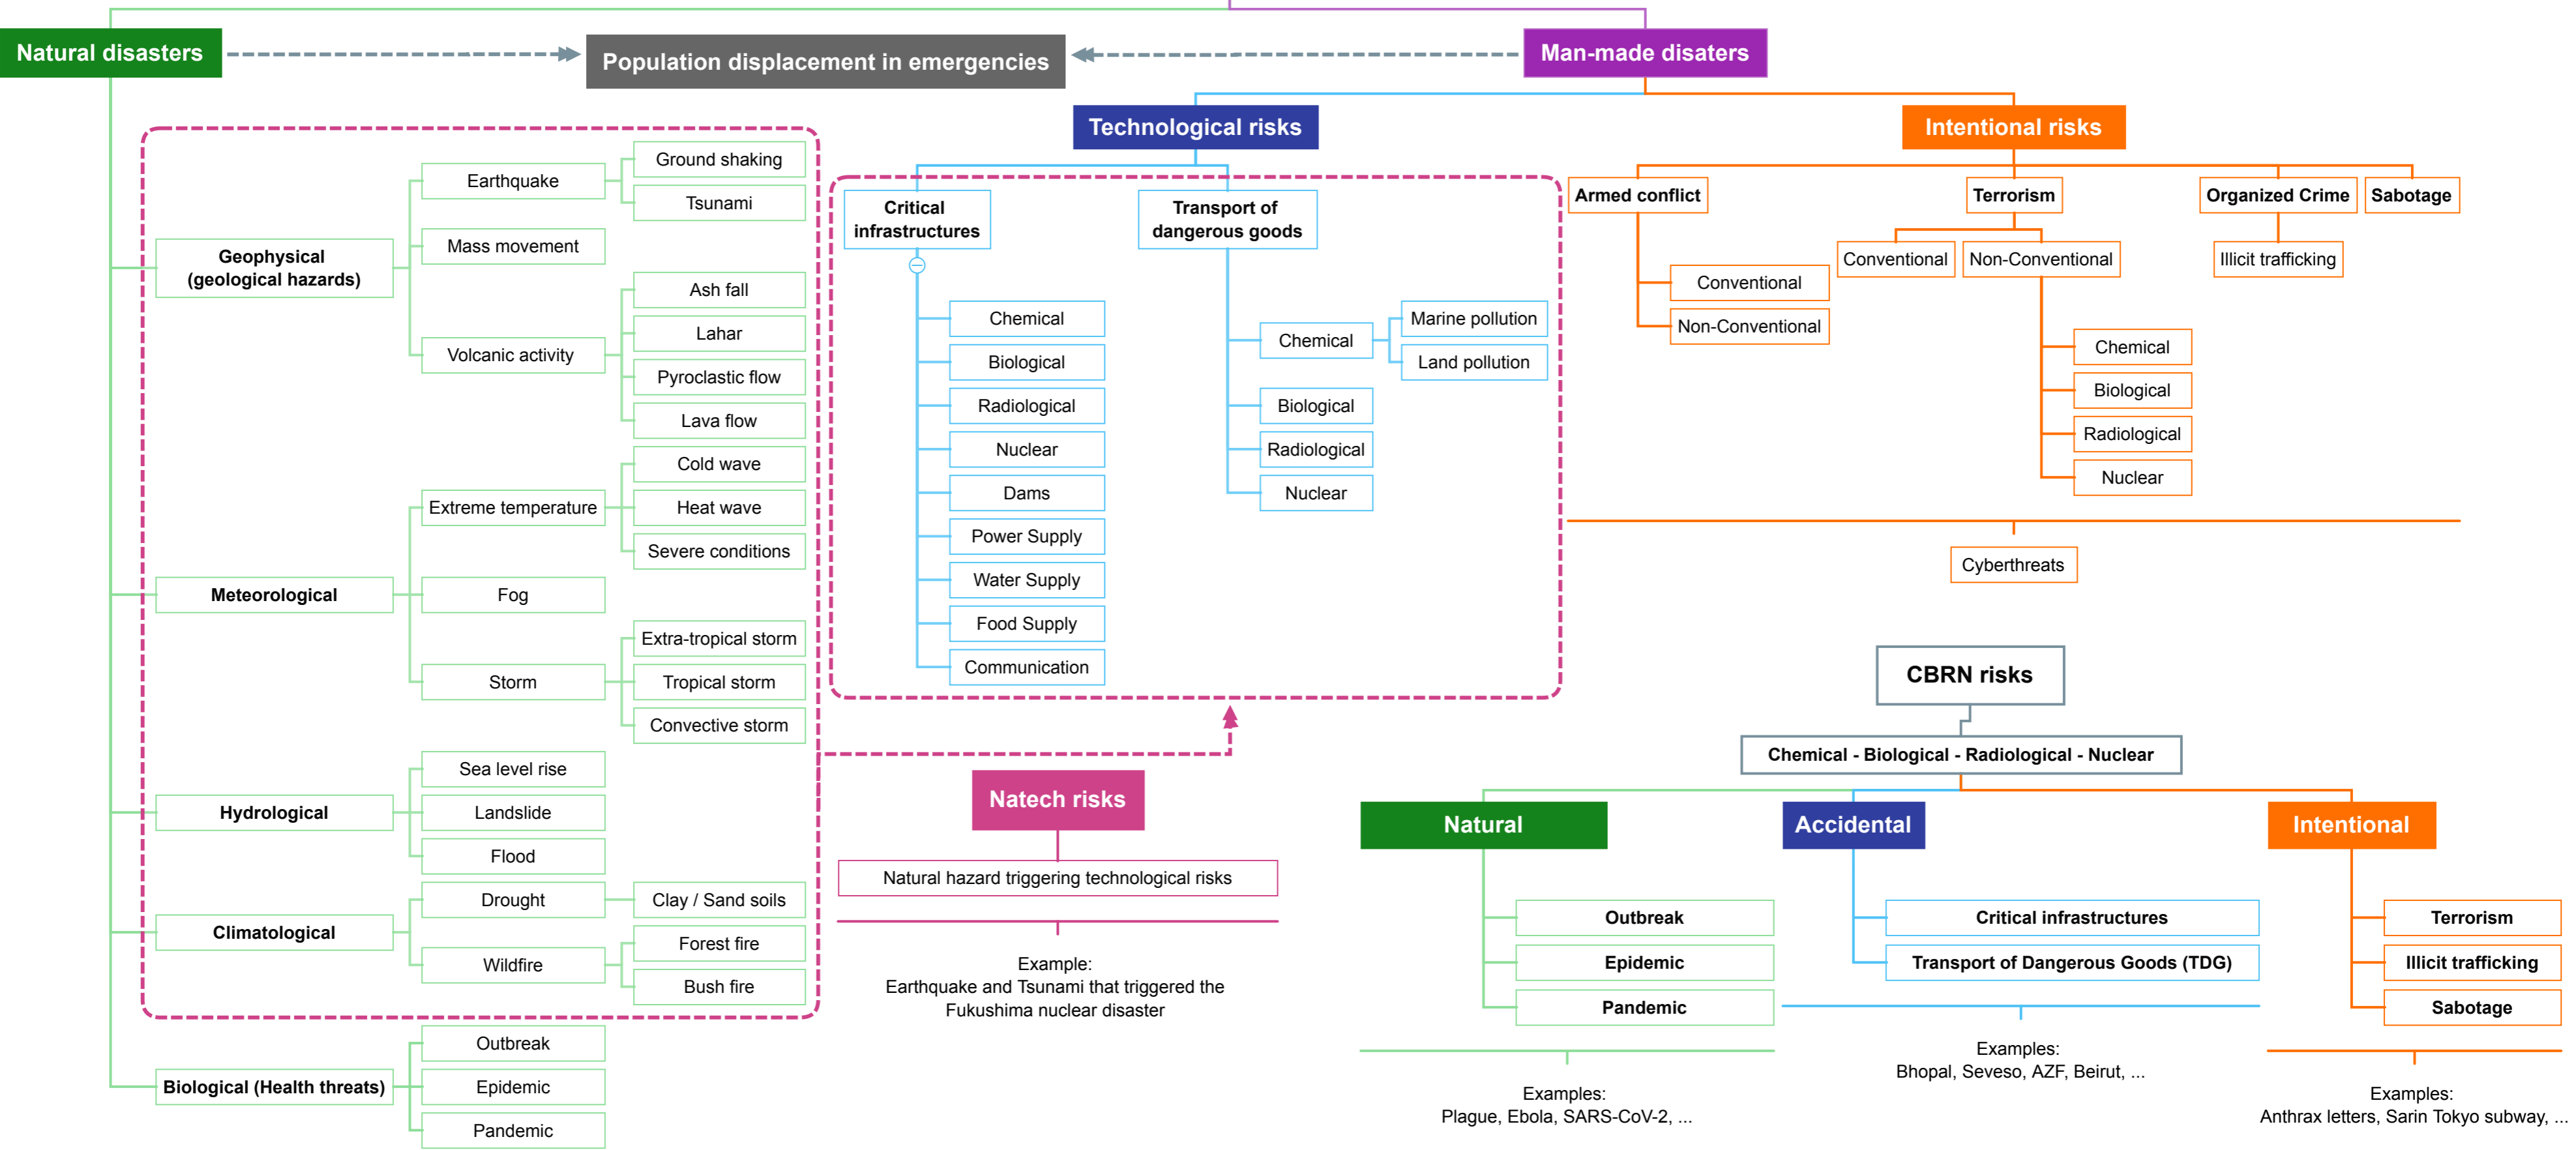 Natural disasters
Population displacement in emergencies
Man-made disaters
Technological risks
Intentional risks
Geophysical
(geological hazards)
Earthquake
Ground shaking
Tsunami
Mass movement
Volcanic activity
Ash fall
Lahar
Pyroclastic flow
Lava flow
Meteorological
Extreme temperature
Cold wave
Heat wave
Severe conditions
Fog
Storm
Extra-tropical storm
Tropical storm
Convective storm
Hydrological
Sea level rise
Landslide
Flood
Climatological
Drought
Clay / Sand soils
Wildfire
Forest fire
Bush fire
Biological (Health threats)
Outbreak
Epidemic
Pandemic
Critical
infrastructures
Chemical
Biological
Radiological
Nuclear
Dams
Power Supply
Water Supply
Food Supply
Communication
Transport of
dangerous goods
Chemical
Marine pollution
Land pollution
Biological
Radiological
Nuclear
Armed conflict
Conventional
Non-Conventional
Terrorism
Conventional
Non-Conventional
Chemical
Biological
Radiological
Nuclear
Organized Crime
Illicit trafficking
Sabotage
Cyberthreats
Natech risks
Natural hazard triggering technological risks
Example:
Earthquake and Tsunami that triggered the
Fukushima nuclear disaster
CBRN risks
Chemical - Biological - Radiological - Nuclear
Natural
Outbreak
Epidemic
Pandemic
Examples:
Plague, Ebola, SARS-CoV-2, ...
Accidental
Critical infrastructures
Transport of Dangerous Goods (TDG)
Examples:
Bhopal, Seveso, AZF, Beirut, ...
Intentional
Terrorism
Illicit trafficking
Sabotage
Examples:
Anthrax letters, Sarin Tokyo subway, ...